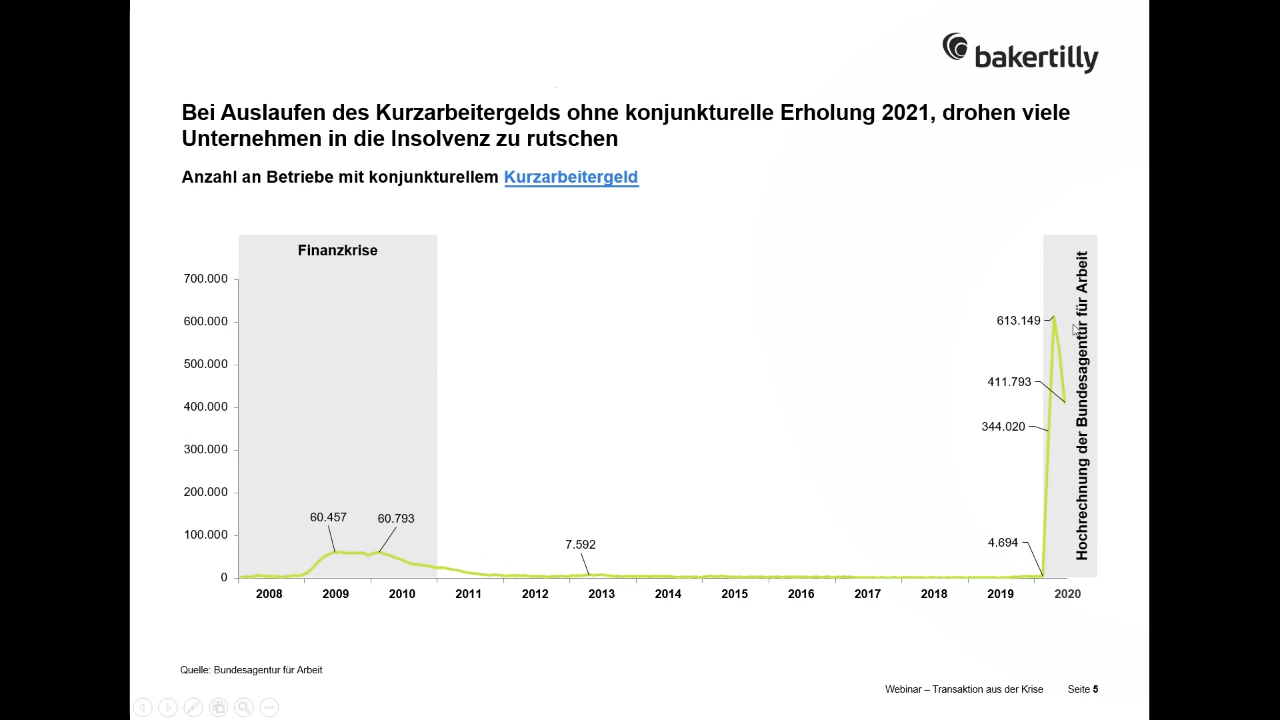 bakertilly
Bei Auslaufen des Kurzarbeitergelds ohne konjunkturelle Erholung 2021, drohen viele
Unternehmen in die Insolvenz zu rutschen
Anzahl an Betriebe mit konjunkturellem Kurzarbeitergeld
Finanzkrise
Hochrechnung der Bundesagentur für Arbeit
700.000
600.000
500.000
400.000
300.000
200.000
100.000
0
60.457
60.793
7.592
613.149
411.793
344.020
4.694
2008 2009 2010 2011 2012 2013 2014 2015 2016 2017 2018 2019 2020
Quelle: Bundesagentur für Arbeit
Webinar – Transaktion aus der Krise Seite 5